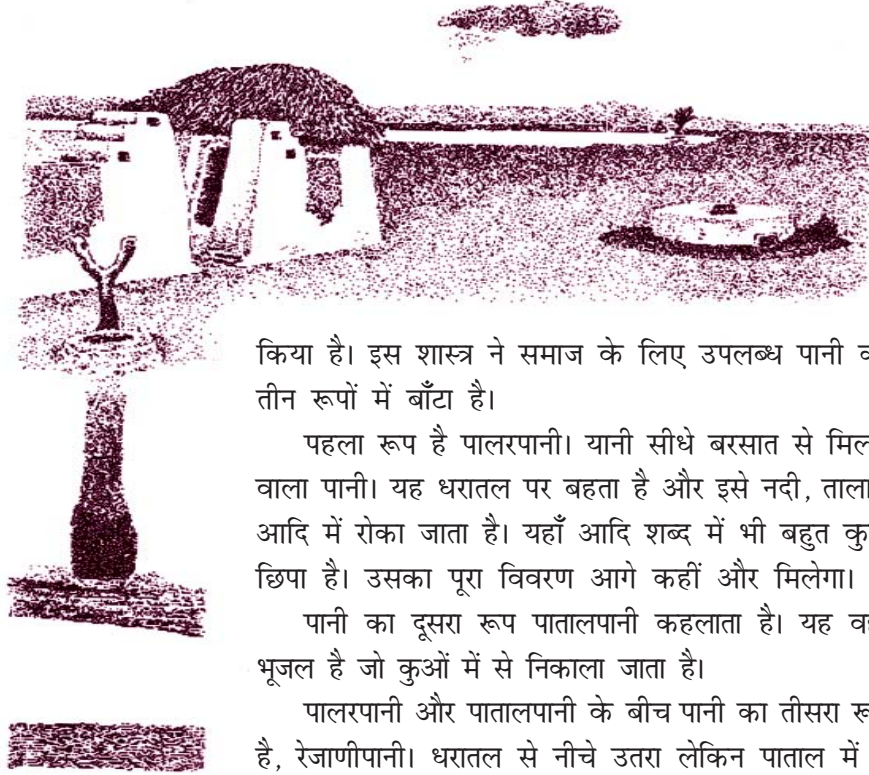 किया है। इस शास्त्र ने समाज के लिए उपलब्ध पानी
तीन रूपों में बाँटा है।
पहला रूप है पालरपानी। यानी सीधे बरसात से
वाला पानी। यह धरातल पर बहता है और इसे नदी,
आदि में रोका जाता है। यहाँ आदि शब्द में भी बहुत
छिपा है। उसका पूरा विवरण आगे कहीं और मिलेगा।
पानी का दूसरा रूप पातालपानी कहलाता है। यह
भूजल है जो कुओं में से निकाला जाता है।
पालरपानी और पातालपानी के बीच पानी का तीसरा
है, रेजाणीपानी। धरातल से नीचे उतरा लेकिन पाताल में